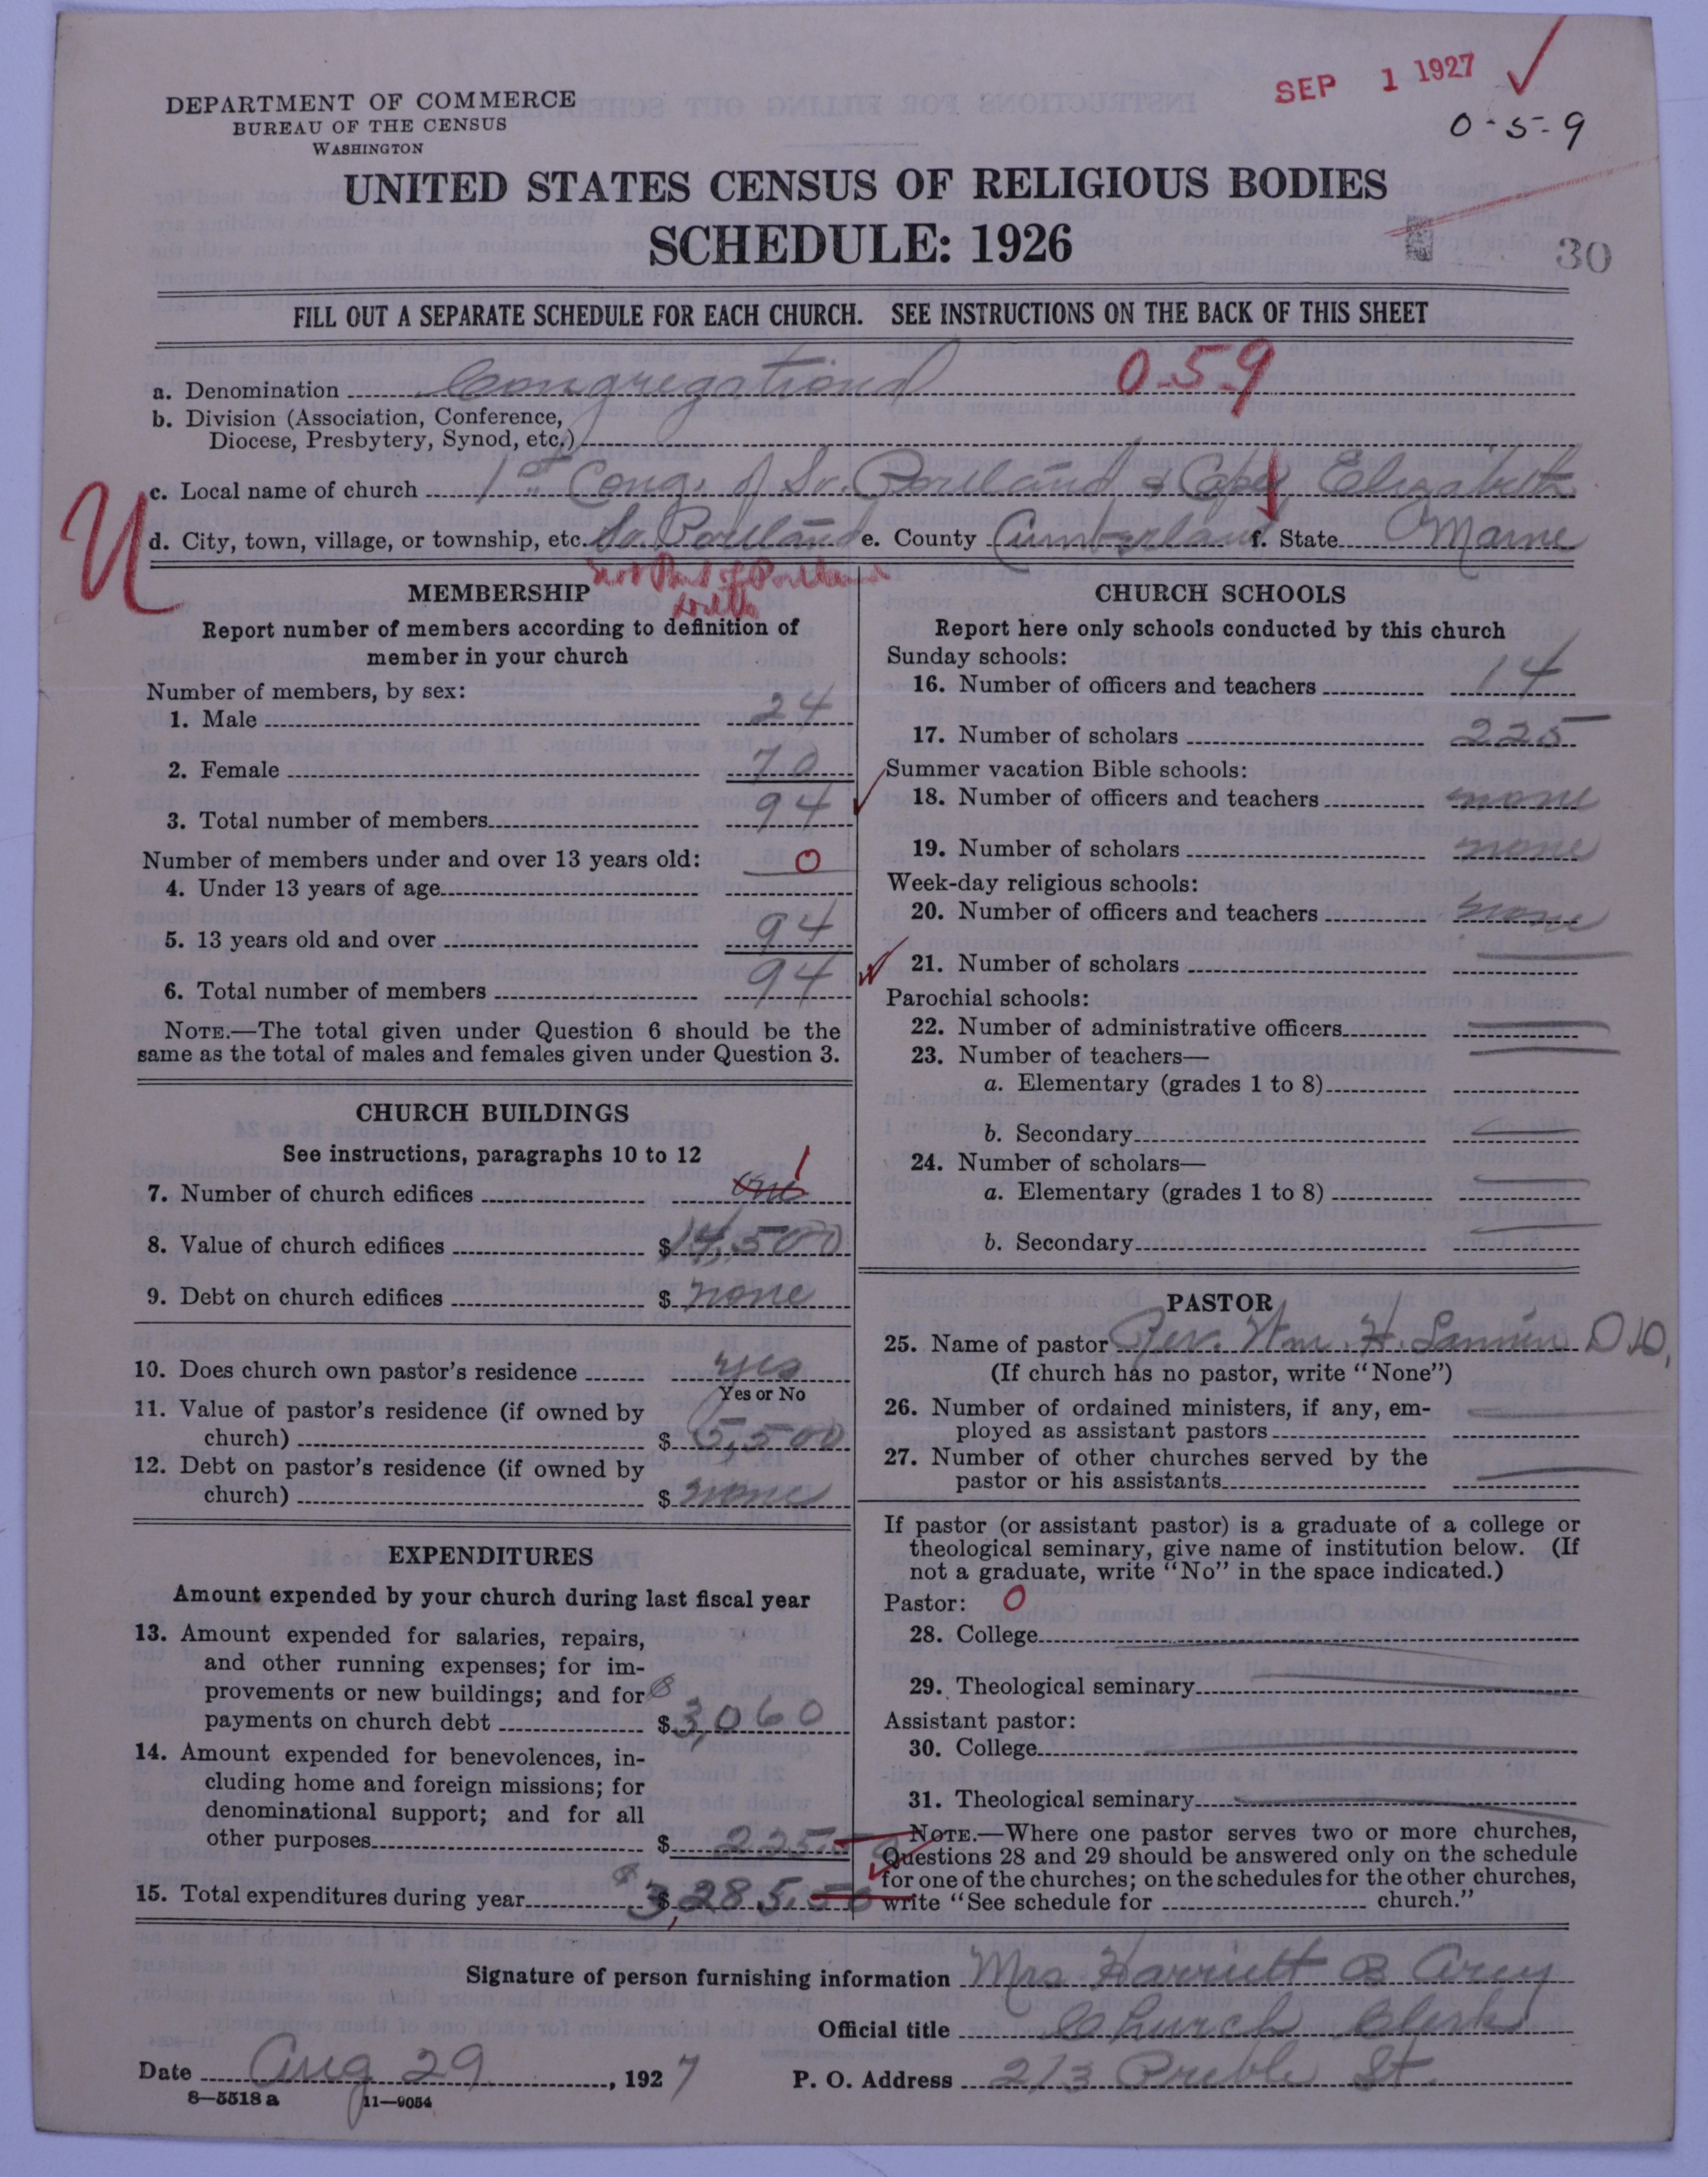 SEP 1 1927
DEPARTMENT OF COMMERCE
BUREAU OF THE CENSUS
WASHINGTON
0-5-9
UNITED STATES CENSUS OF RELIGIOUS BODIES
SCHEDULE: 1926
30
FILL OUT A SEPARATE SCHEDULE FOR EACH CHURCH. SEE INSTRUCTIONS ON THE BACK OF THIS SHEET
a. Denomination Congregational 0-5-9
b. Division (Association, Conference,
Diocese, Presbytery, Synod, etc.)
c. Local name of church 1st Cong. of So. Portland & Cape Elizabeth
U
d. City, town, village, or township, etc. So. Portland e. County Cumberland f. State Maine
not Part of Portland
MEMBERSHIP
Report number of members according to definition of
member in your church
Number of members, by sex:
1. Male 24
2. Female 70
3. Total number of members 94
Number of members under and over 13 years old:
4. Under 13 years of age 0
5. 13 years old and over 94
6. Total number of members 94
NOTE.—The total given under Question 6 should be the
same as the total of males and females given under Question 3.
CHURCH BUILDINGS
See instructions, paragraphs 10 to 12
7. Number of church edifices one 1
8. Value of church edifices $14,500
9. Debt on church edifices $ none
10. Does church own pastor's residence yes
Yes or No
11. Value of pastor's residence (if owned by
church) $ 5,500
12. Debt on pastor's residence (if owned by
church) $ none
EXPENDITURES
Amount expended by your church during last fiscal year
13. Amount expended for salaries, repairs,
and other running expenses; for im-
provements or new buildings; and for
payments on church debt $ 3,060
14. Amount expended for benevolences, in-
cluding home and foreign missions; for
denominational support; and for all
other purposes $ 225.50
15. Total expenditures during year $ 3,285.50
CHURCH SCHOOLS
Report here only schools conducted by this church
Sunday schools:
16. Number of officers and teachers 14
17. Number of scholars 225
Summer vacation Bible schools:
18. Number of officers and teachers none
19. Number of scholars none
Week-day religious schools:
20. Number of officers and teachers none
21. Number of scholars
Parochial schools:
22. Number of administrative officers
23. Number of teachers—
a. Elementary (grades 1 to 8)
b. Secondary
24. Number of scholars—
a. Elementary (grades 1 to 8)
b. Secondary
PASTOR
25. Name of pastor Rev. Wm. H. Lannin D.D.
(If church has no pastor, write "None")
26. Number of ordained ministers, if any, em-
ployed as assistant pastors
27. Number of other churches served by the
pastor or his assistants
If pastor (or assistant pastor) is a graduate of a college or
theological seminary, give name of institution below. (If
not a graduate, write "No" in the space indicated.)
Pastor: 0
28. College
29. Theological seminary
Assistant pastor:
30. College
31. Theological seminary
NOTE.—Where one pastor serves two or more churches,
Questions 28 and 29 should be answered only on the schedule
for one of the churches; on the schedules for the other churches,
write "See schedule for church."
Signature of person furnishing information Mrs Harriett B Arey
Official title Church Clerk
Date Aug 29, 1927 P. O. Address 213 Preble St.
8—5518 a 11—9054